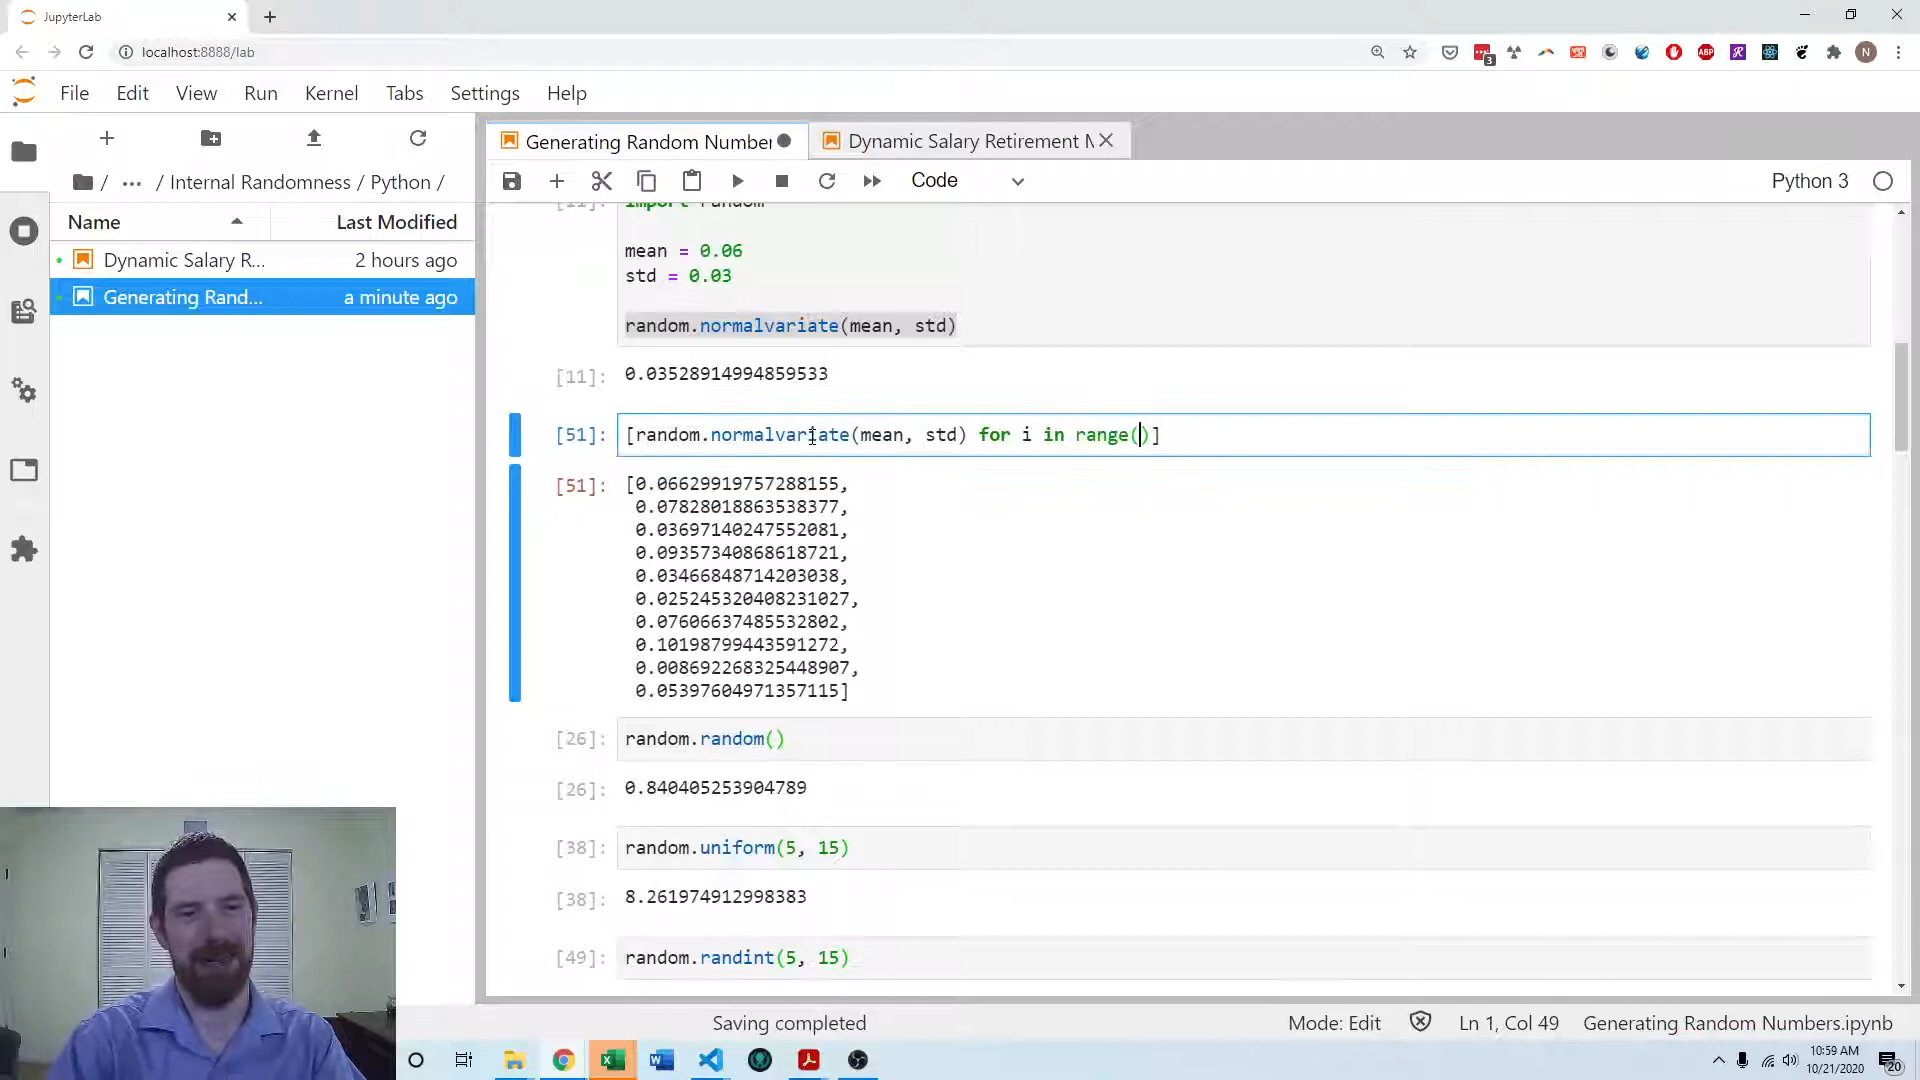 JupyterLab
localhost:8888/lab
3
N
File Edit View Run Kernel Tabs Settings Help
Generating Random Number
Dynamic Salary Retirement M
/ ... / Internal Randomness / Python /
Code
Python 3
Name Last Modified
Dynamic Salary R... 2 hours ago
Generating Rand... a minute ago
[11]: import random
mean = 0.06
std = 0.03
random.normalvariate(mean, std)
[11]: 0.03528914994859533
[51]: [random.normalvariate(mean, std) for i in range()]
[51]: [0.06629919757288155,
0.07828018863538377,
0.03697140247552081,
0.09357340868618721,
0.03466848714203038,
0.025245320408231027,
0.07606637485532802,
0.10198799443591272,
0.008692268325448907,
0.05397604971357115]
[26]: random.random()
[26]: 0.840405253904789
[38]: random.uniform(5, 15)
[38]: 8.261974912998383
[49]: random.randint(5, 15)
Saving completed
Mode: Edit
Ln 1, Col 49
Generating Random Numbers.ipynb
10:59 AM
10/21/2020
20